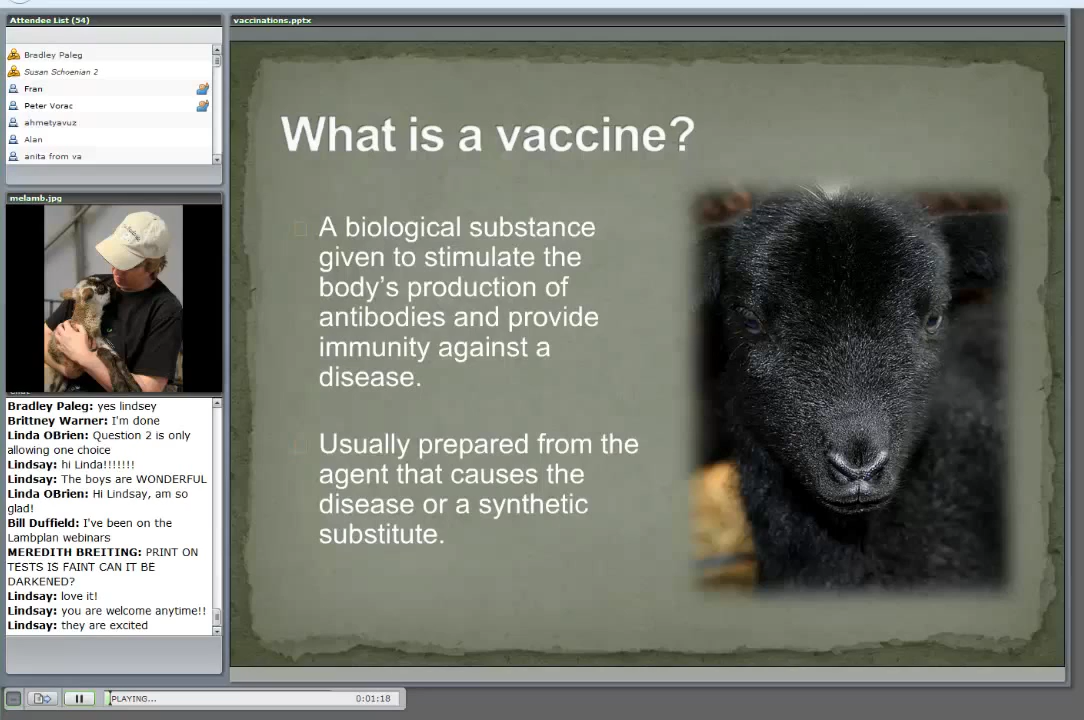 Attendee List (54)
Bradley Paleg
Susan Schoenian 2
Fran
Peter Vorac
ahmetyavuz
Alan
anita from va
melamb.jpg
Bradley Paleg: yes lindsey
Brittney Warner: I'm done
Linda OBrien: Question 2 is only
allowing one choice
Lindsay: hi Linda!!!!!!!
Lindsay: The boys are WONDERFUL
Linda OBrien: Hi Lindsay, am so
glad!
Bill Duffield: I've been on the
Lambplan webinars
MEREDITH BREITING: PRINT ON
TESTS IS FAINT CAN IT BE
DARKENED?
Lindsay: love it!
Lindsay: you are welcome anytime!!
Lindsay: they are excited
vaccinations.pptx
What is a vaccine?
A biological substance
given to stimulate the
body's production of
antibodies and provide
immunity against a
disease.
Usually prepared from the
agent that causes the
disease or a synthetic
substitute.
PLAYING...
0:01:18